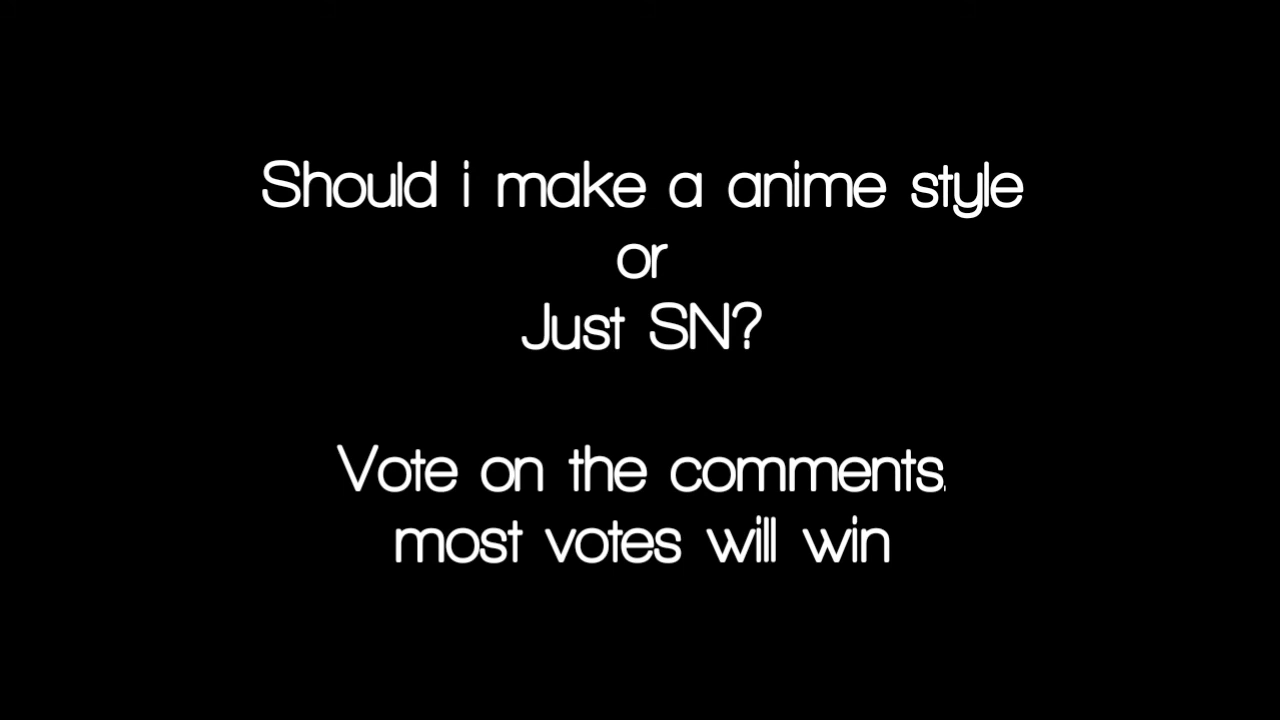 Should i make a anime style
or
Just SN?
Vote on the comments,
most votes will win